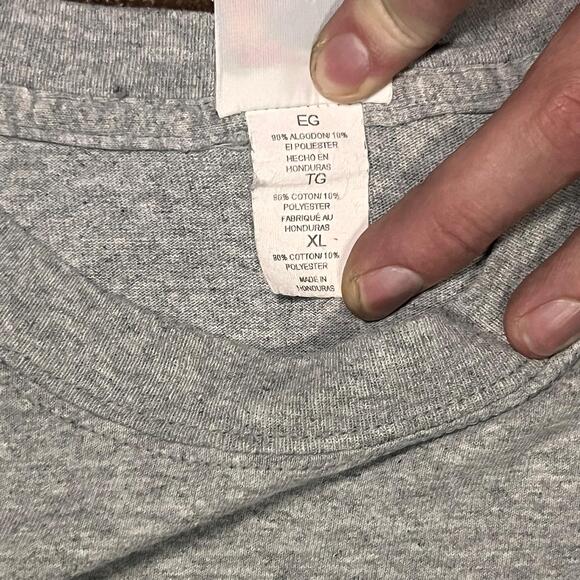 EG
90% ALGODON/10%
El POLIESTER
HECHO EN
HONDURAS
TG
90% COTON/10%
POLYESTER
FABRIQUÉ AU
HONDURAS
XL
90% COTTON/10%
POLYESTER
MADE IN
HONDURAS